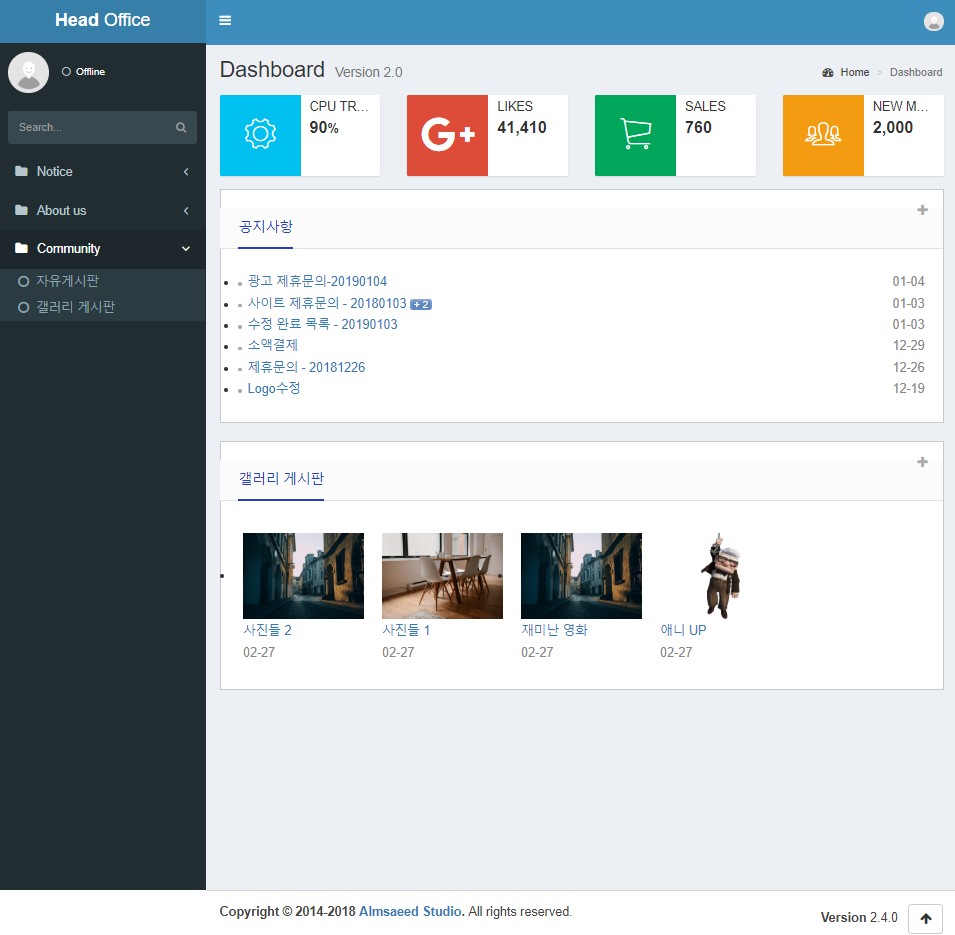 Head Office
Offline
Search...
Notice
About us
Community
자유게시판
갤러리 게시판
Dashboard Version 2.0
Home > Dashboard
CPU TR...
90%
LIKES
41,410
SALES
760
NEW M...
2,000
공지사항
광고 제휴문의-20190104 01-04
사이트 제휴문의 - 20180103 +2 01-03
수정 완료 목록 - 20190103 01-03
소액결제 12-29
제휴문의 - 20181226 12-26
Logo수정 12-19
갤러리 게시판
사진들 2
02-27
사진들 1
02-27
재미난 영화
02-27
애니 UP
02-27
Copyright © 2014-2018 Almsaeed Studio. All rights reserved.
Version 2.4.0